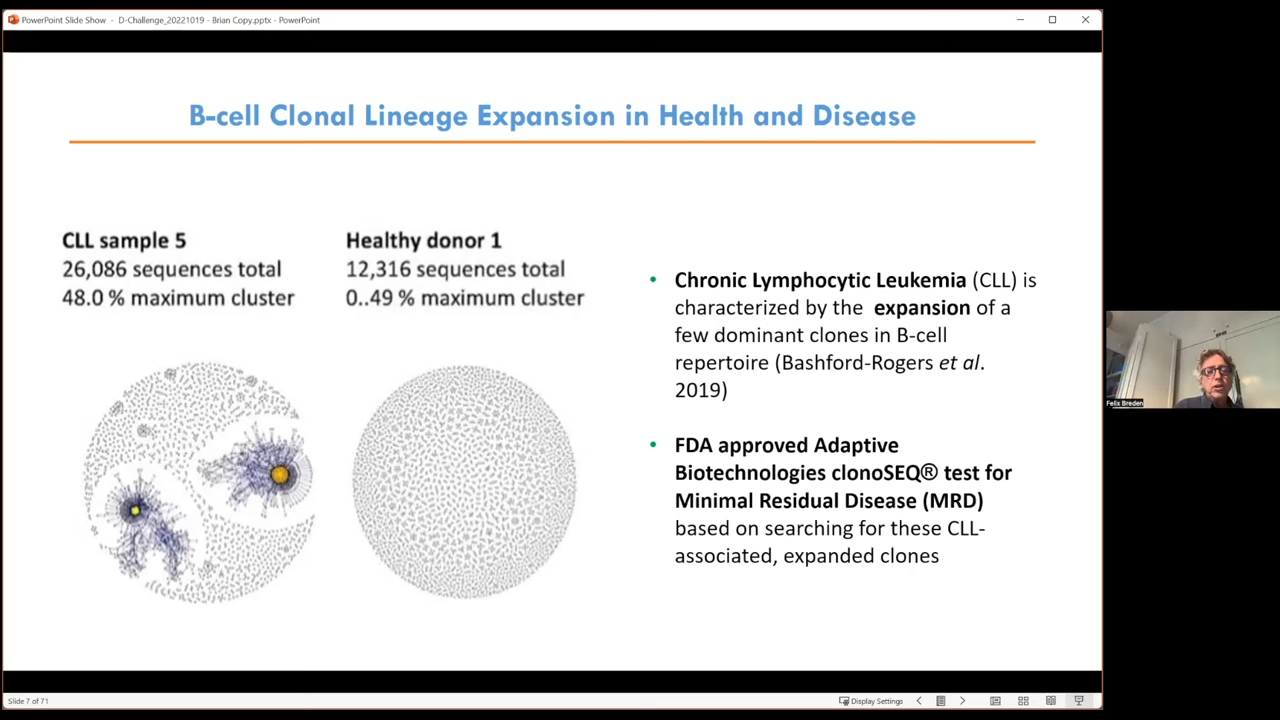 PowerPoint Slide Show - D-Challenge_20221019 - Brian Copy.pptx - PowerPoint
B-cell Clonal Lineage Expansion in Health and Disease
CLL sample 5
26,086 sequences total
48.0 % maximum cluster
Healthy donor 1
12,316 sequences total
0..49 % maximum cluster
• Chronic Lymphocytic Leukemia (CLL) is
characterized by the expansion of a
few dominant clones in B-cell
repertoire (Bashford-Rogers et al.
2019)
• FDA approved Adaptive
Biotechnologies clonoSEQ® test for
Minimal Residual Disease (MRD)
based on searching for these CLL-
associated, expanded clones
Felix Breden
Slide 7 of 71
Display Settings